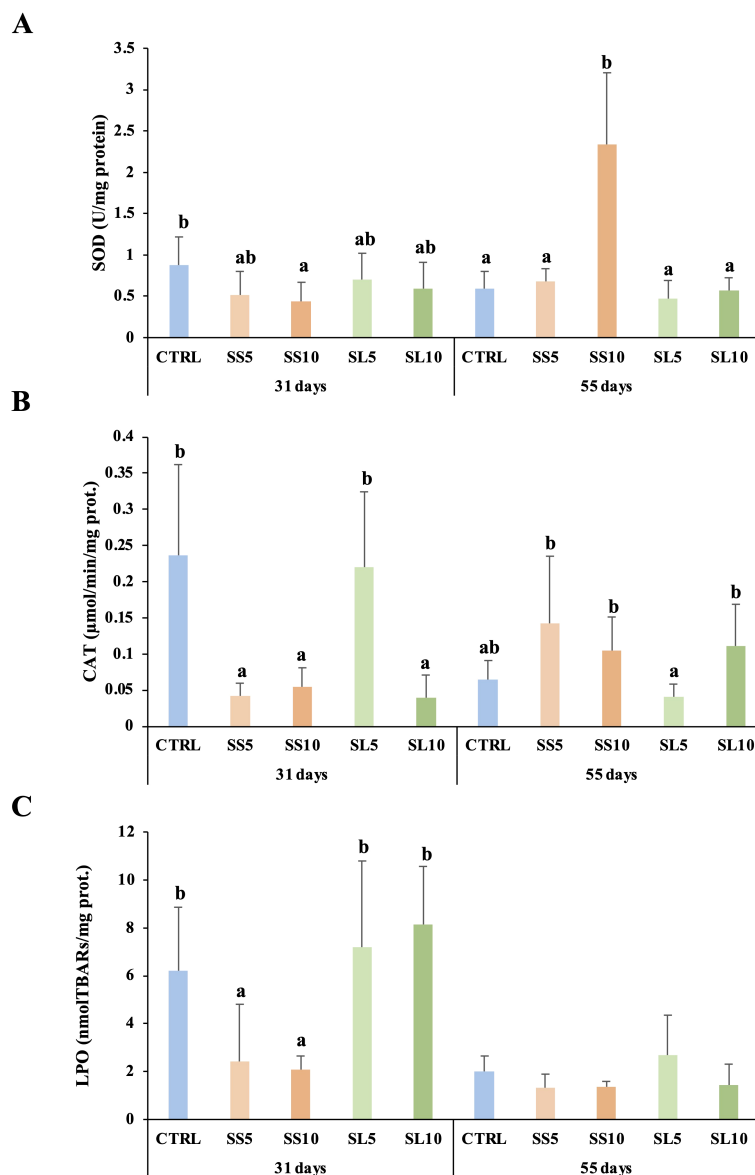 A
SOD (U/mg protein)
3.5
3
2.5
2
1.5
1
0.5
0
b ab a ab ab a a b a a
CTRL SS5 SS10 SL5 SL10 CTRL SS5 SS10 SL5 SL10
31 days 55 days
B
CAT (µmol/min/mg prot.)
0.4
0.35
0.3
0.25
0.2
0.15
0.1
0.05
0
b a a b a ab b b a b
CTRL SS5 SS10 SL5 SL10 CTRL SS5 SS10 SL5 SL10
31 days 55 days
C
LPO (nmolTBARs/mg prot.)
12
10
8
6
4
2
0
b a a b b
CTRL SS5 SS10 SL5 SL10 CTRL SS5 SS10 SL5 SL10
31 days 55 days